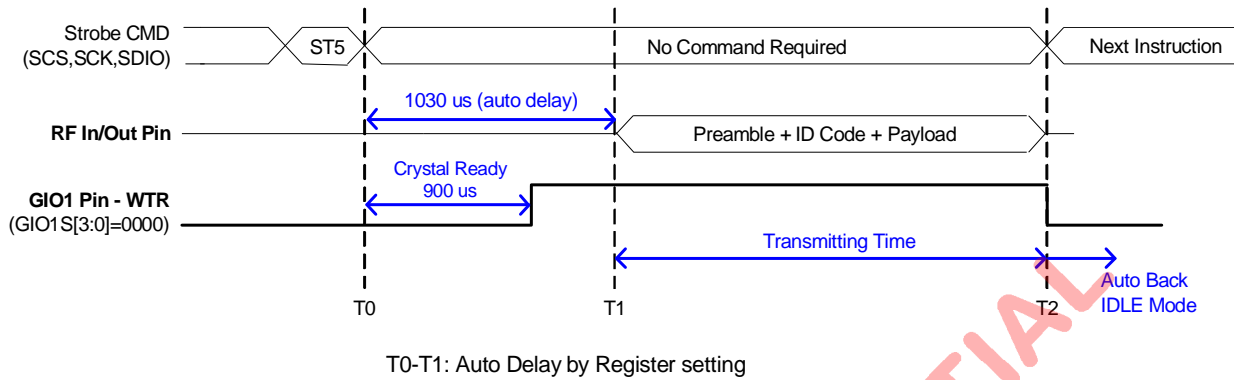 Strobe CMD
(SCS,SCK,SDIO)
ST5
No Command Required
Next Instruction
1030 us (auto delay)
RF In/Out Pin
Preamble + ID Code + Payload
Crystal Ready
900 us
GIO1 Pin - WTR
(GIO1S[3:0]=0000)
Transmitting Time
Auto Back
IDLE Mode
T0
T1
T2
T0-T1: Auto Delay by Register setting
TIAL